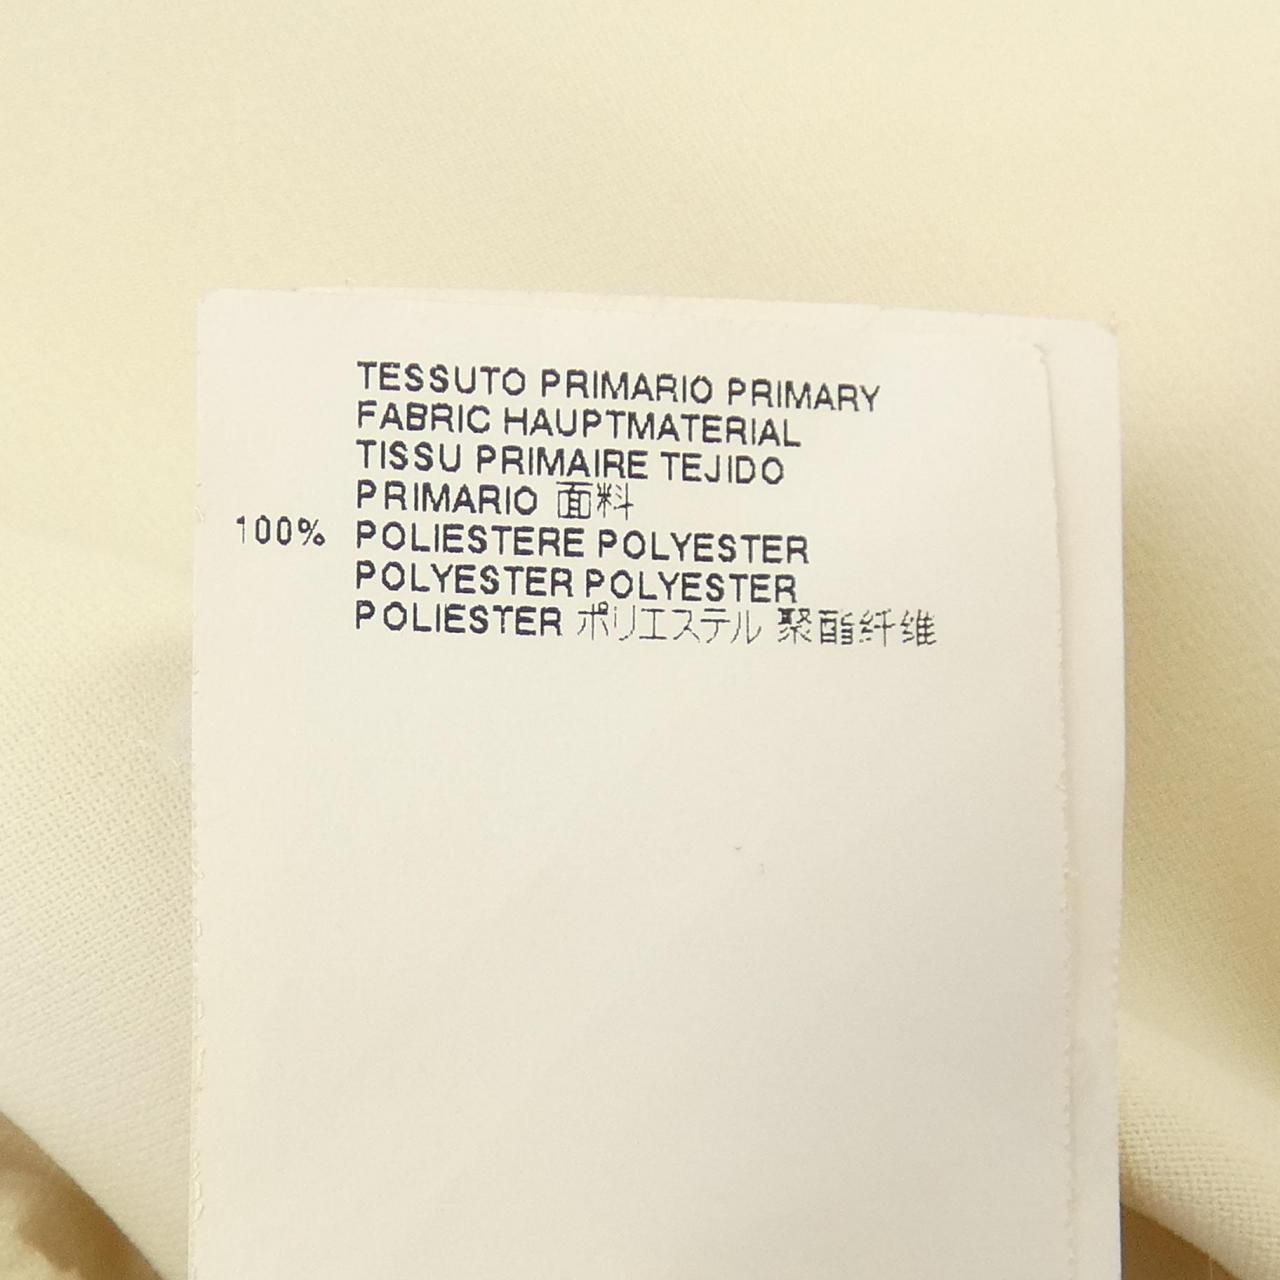 TESSUTO PRIMARIO PRIMARY
FABRIC HAUPTMATERIAL
TISSU PRIMAIRE TEJIDO
PRIMARIO 面料
100% POLIESTERE POLYESTER
POLYESTER POLYESTER
POLIESTER ポリエステル 聚酯纤维